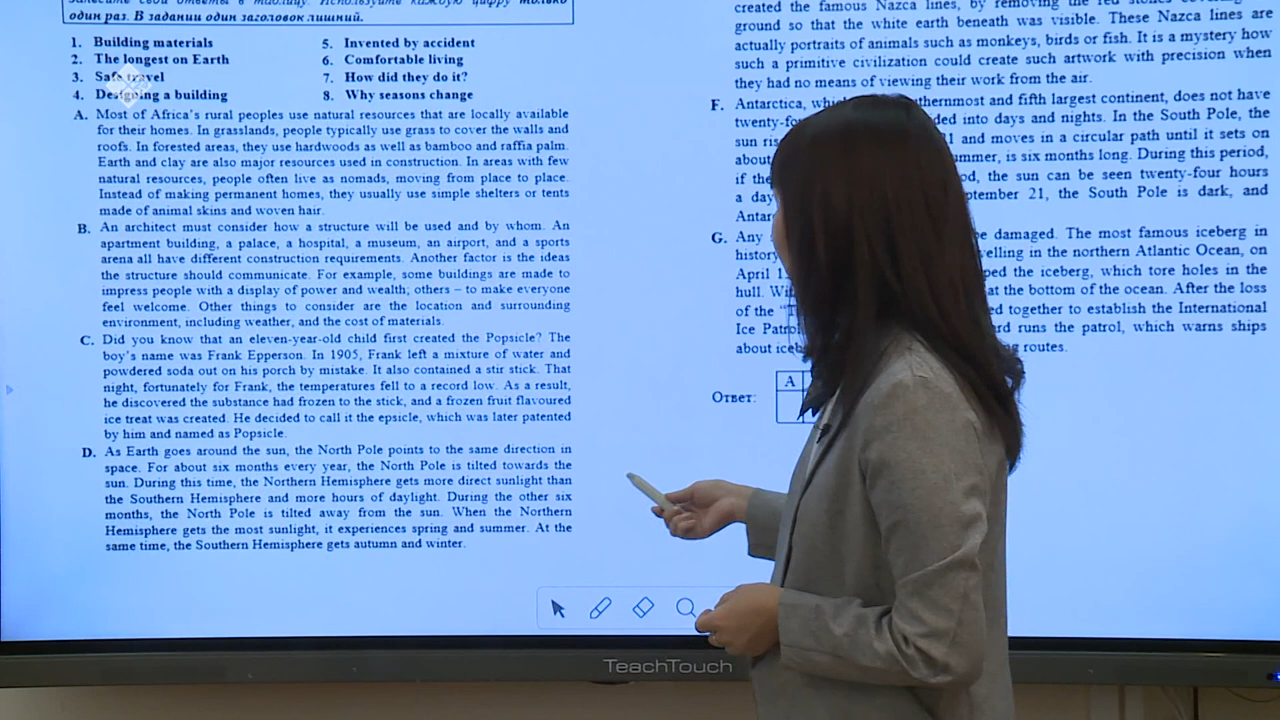 Запишите свои ответы в таблицу. Используйте каждую цифру только
один раз. В задании один заголовок лишний.
1. Building materials
2. The longest on Earth
3. Safe travel
4. Designing a building
5. Invented by accident
6. Comfortable living
7. How did they do it?
8. Why seasons change
A. Most of Africa's rural peoples use natural resources that are locally available
for their homes. In grasslands, people typically use grass to cover the walls and
roofs. In forested areas, they use hardwoods as well as bamboo and raffia palm.
Earth and clay are also major resources used in construction. In areas with few
natural resources, people often live as nomads, moving from place to place.
Instead of making permanent homes, they usually use simple shelters or tents
made of animal skins and woven hair.
B. An architect must consider how a structure will be used and by whom. An
apartment building, a palace, a hospital, a museum, an airport, and a sports
arena all have different construction requirements. Another factor is the ideas
the structure should communicate. For example, some buildings are made to
impress people with a display of power and wealth; others – to make everyone
feel welcome. Other things to consider are the location and surrounding
environment, including weather, and the cost of materials.
C. Did you know that an eleven-year-old child first created the Popsicle? The
boy's name was Frank Epperson. In 1905, Frank left a mixture of water and
powdered soda out on his porch by mistake. It also contained a stir stick. That
night, fortunately for Frank, the temperatures fell to a record low. As a result,
he discovered the substance had frozen to the stick, and a frozen fruit flavoured
ice treat was created. He decided to call it the epsicle, which was later patented
by him and named as Popsicle.
D. As Earth goes around the sun, the North Pole points to the same direction in
space. For about six months every year, the North Pole is tilted towards the
sun. During this time, the Northern Hemisphere gets more direct sunlight than
the Southern Hemisphere and more hours of daylight. During the other six
months, the North Pole is tilted away from the sun. When the Northern
Hemisphere gets the most sunlight, it experiences spring and summer. At the
same time, the Southern Hemisphere gets autumn and winter.
created the famous Nazca lines, by removing the red stones covering
ground so that the white earth beneath was visible. These Nazca lines are
actually portraits of animals such as monkeys, birds or fish. It is a mystery how
such a primitive civilization could create such artwork with precision when
they had no means of viewing their work from the air.
F. Antarctica, which thernmost and fifth largest continent, does not have
twenty-fo ded into days and nights. In the South Pole, the
sun ris 1 and moves in a circular path until it sets on
about ummer, is six months long. During this period,
if the od, the sun can be seen twenty-four hours
a day ptember 21, the South Pole is dark, and
Antar
G. Any e damaged. The most famous iceberg in
history velling in the northern Atlantic Ocean, on
April 1 ped the iceberg, which tore holes in the
hull. Wi at the bottom of the ocean. After the loss
of the "T ed together to establish the International
Ice Patrol rd runs the patrol, which warns ships
about iceb g routes.
Ответ:
A
TeachTouch